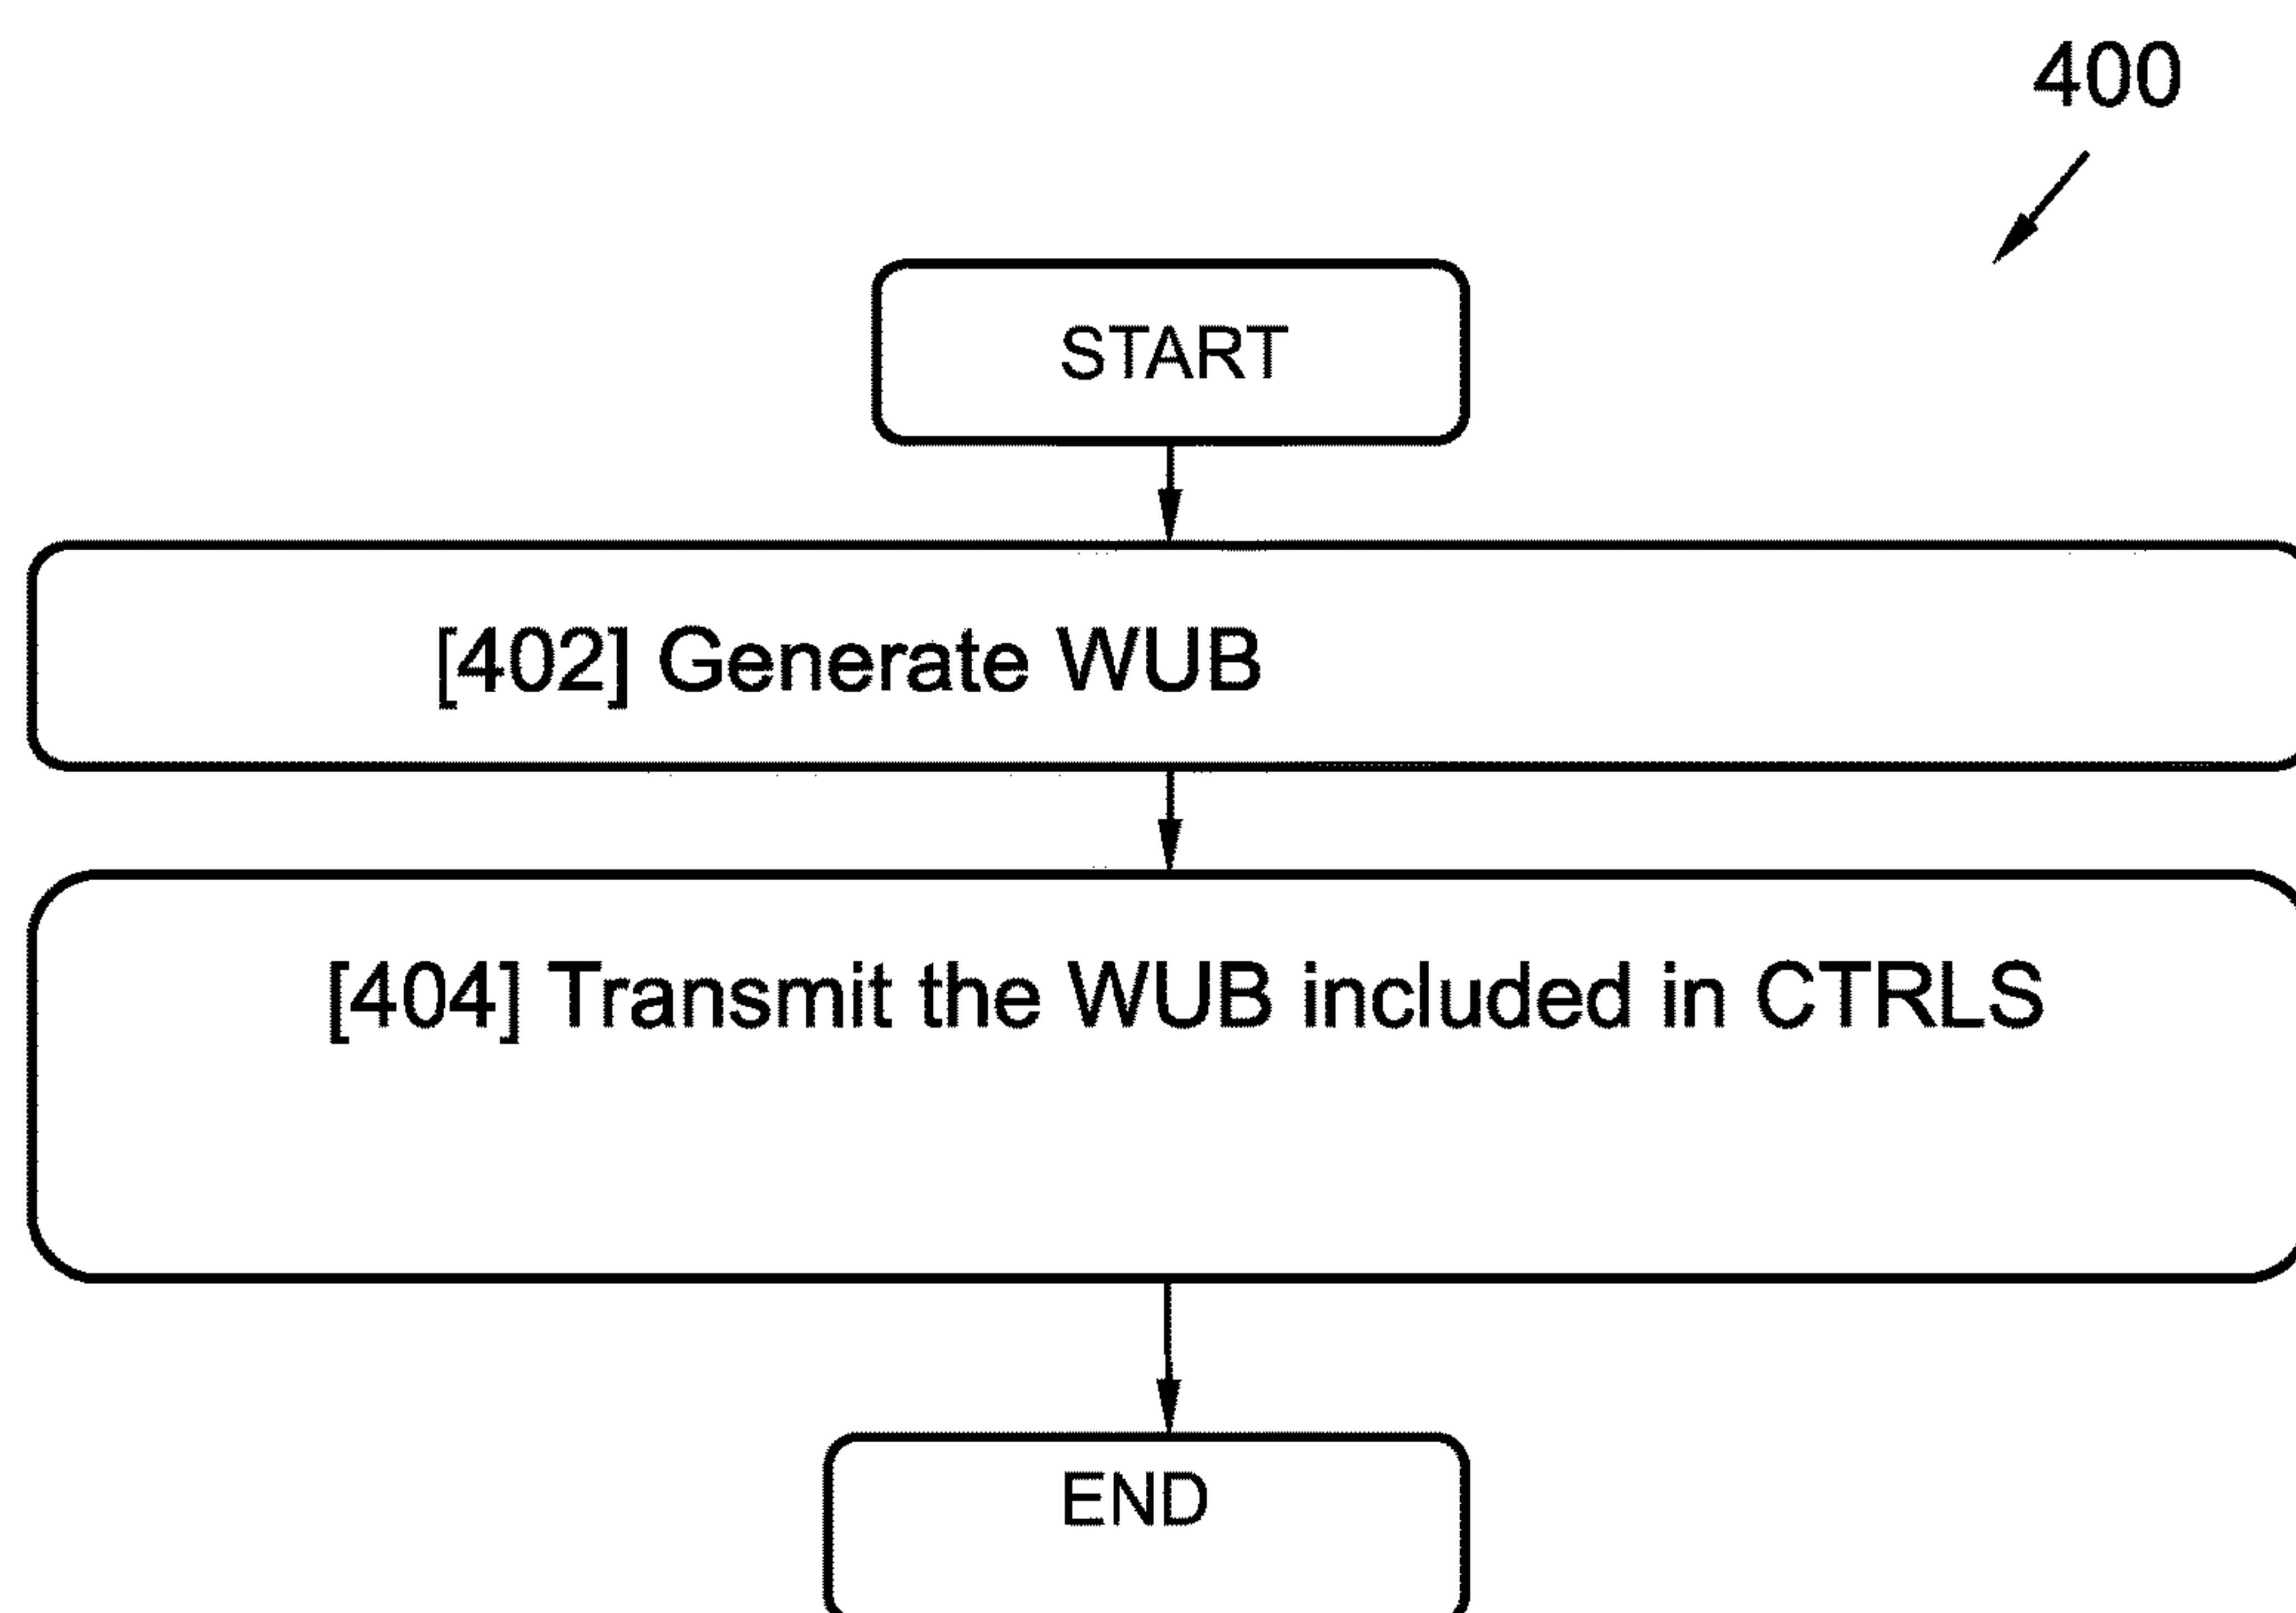 400
START
[402] Generate WUB
[404] Transmit the WUB included in CTRLS
END